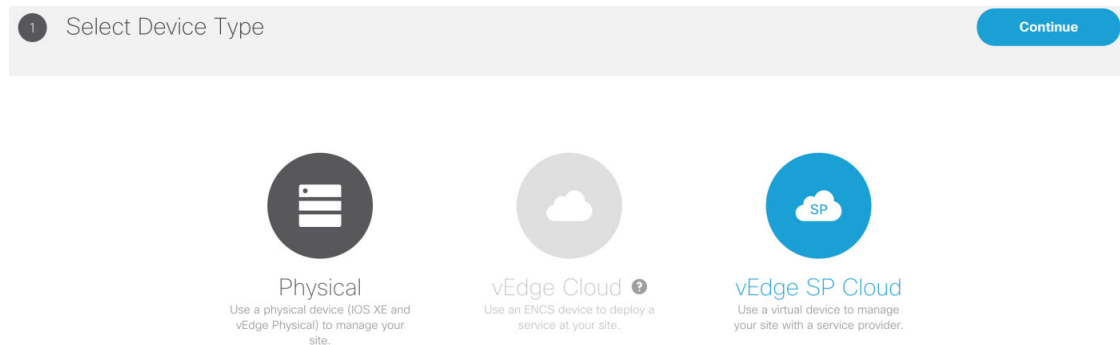 1 Select Device Type
Continue
SP
Physical
Use a physical device (IOS XE and
vEdge Physical) to manage your
site.
vEdge Cloud ?
Use an ENCS device to deploy a
service at your site.
vEdge SP Cloud
Use a virtual device to manage
your site with a service provider.